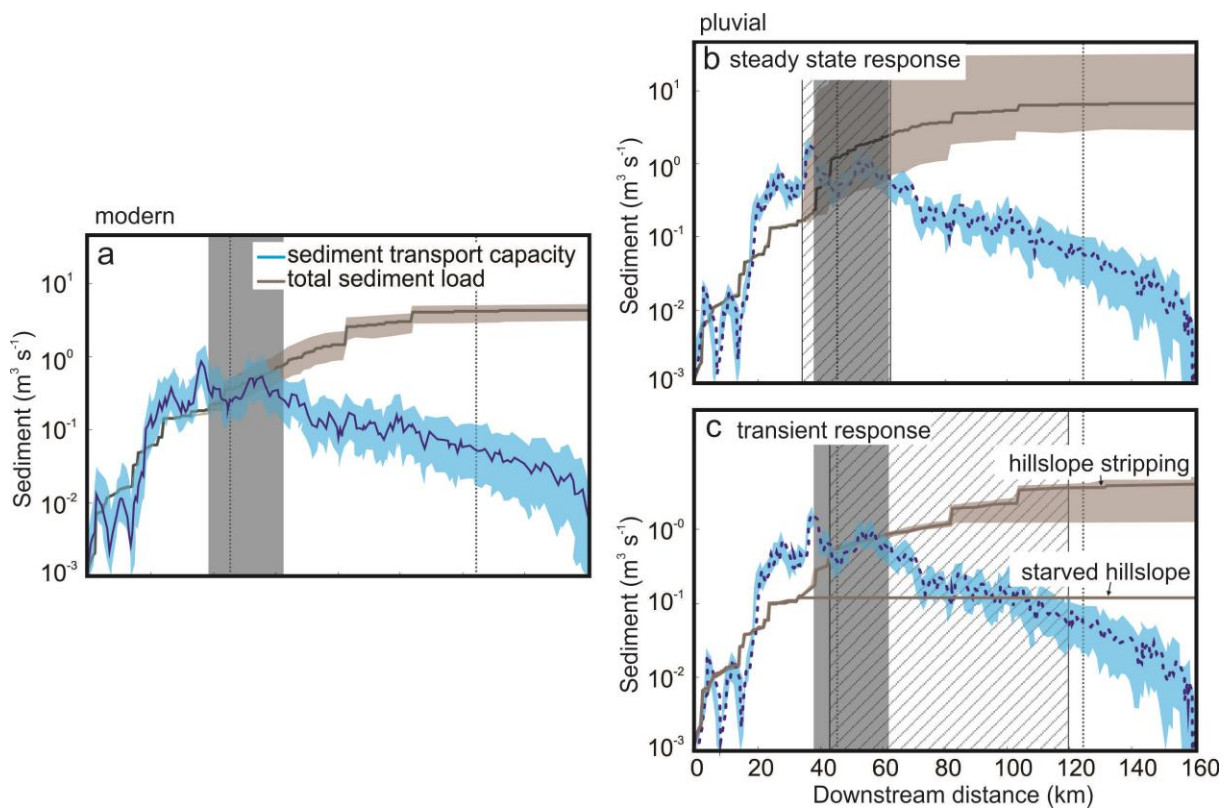 modern
a
sediment transport capacity
total sediment load
Sediment (m³ s⁻¹)
10¹
10⁰
10⁻¹
10⁻²
10⁻³
pluvial
b steady state response
Sediment (m³ s⁻¹)
10¹
10⁰
10⁻¹
10⁻²
10⁻³
c transient response
hillslope stripping
starved hillslope
Sediment (m³ s⁻¹)
10⁻⁰
10⁻¹
10⁻²
10⁻³
0 20 40 60 80 100 120 140 160
Downstream distance (km)